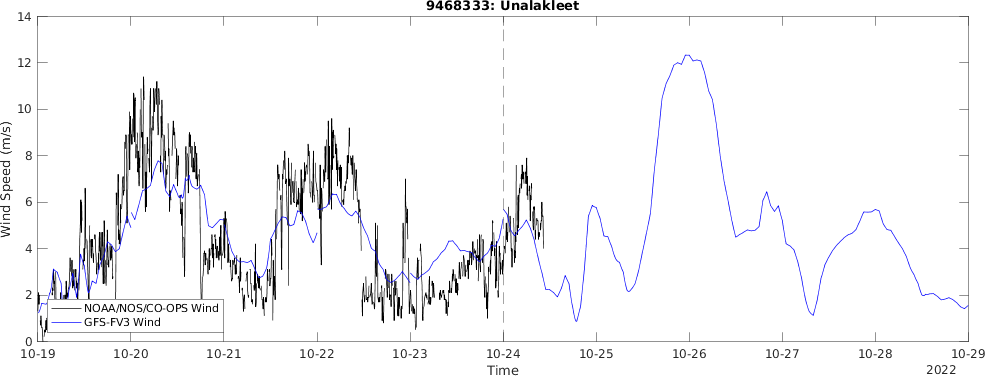 9468333: Unalakleet
14
12
10
8
6
4
2
0
Wind Speed (m/s)
NOAA/NOS/CO-OPS Wind
GFS-FV3 Wind
10-19 10-20 10-21 10-22 10-23 10-24 10-25 10-26 10-27 10-28 10-29
Time
2022